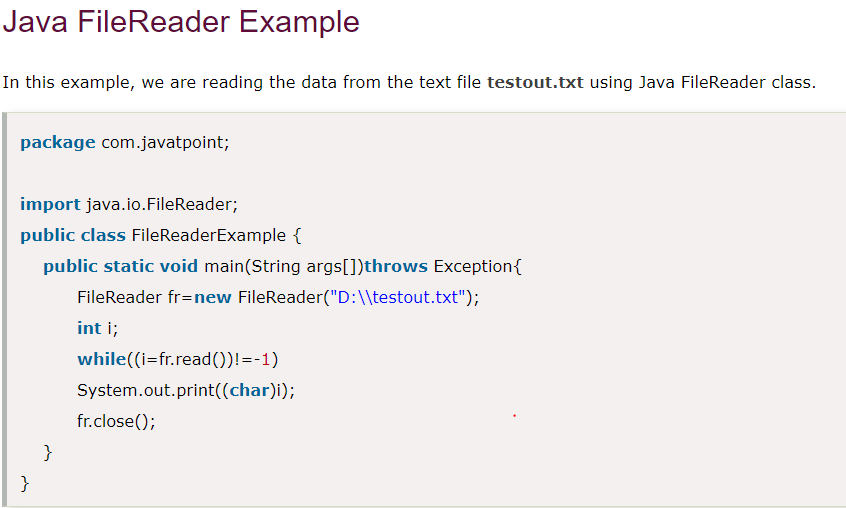 Java FileReader Example
In this example, we are reading the data from the text file testout.txt using Java FileReader class.
package com.javatpoint;
import java.io.FileReader;
public class FileReaderExample {
public static void main(String args[])throws Exception{
FileReader fr=new FileReader("D:\\testout.txt");
int i;
while((i=fr.read())!=-1)
System.out.print((char)i);
fr.close();
}
}